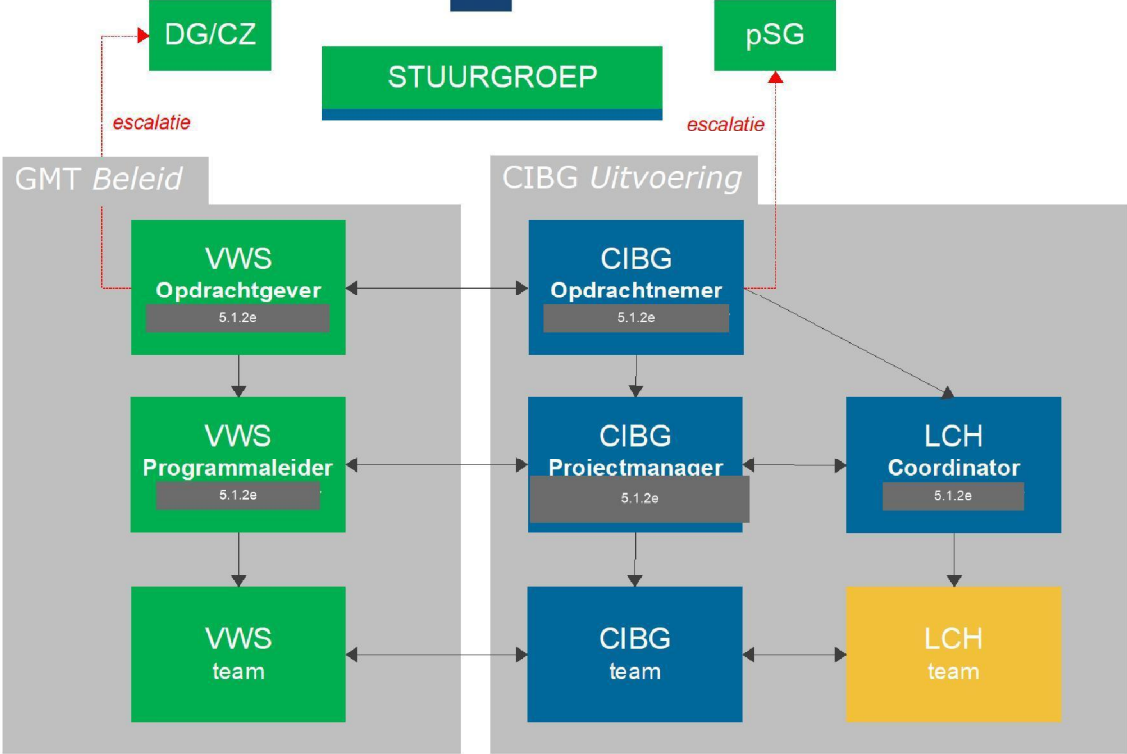 DG/CZ
pSG
STUURGROEP
escalatie
escalatie
GMT Beleid
CIBG Uitvoering
VWS
Opdrachtgever
5.1.2e
CIBG
Opdrachtnemer
5.1.2e
VWS
Programmaleider
5.1.2e
CIBG
Projectmanager
5.1.2e
LCH
Coordinator
5.1.2e
VWS
team
CIBG
team
LCH
team